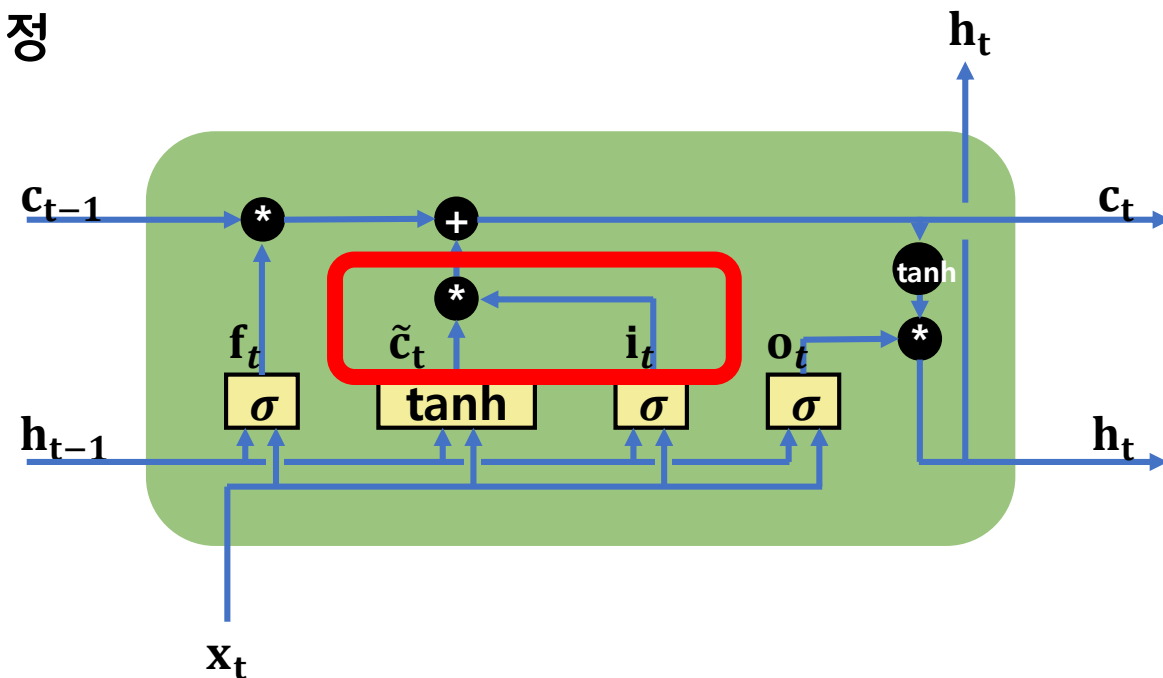 정
h_t
c_{t-1} * + c_t
tanh
* *
f_t c̃_t i_t o_t
σ tanh σ σ
h_{t-1} h_t
x_t